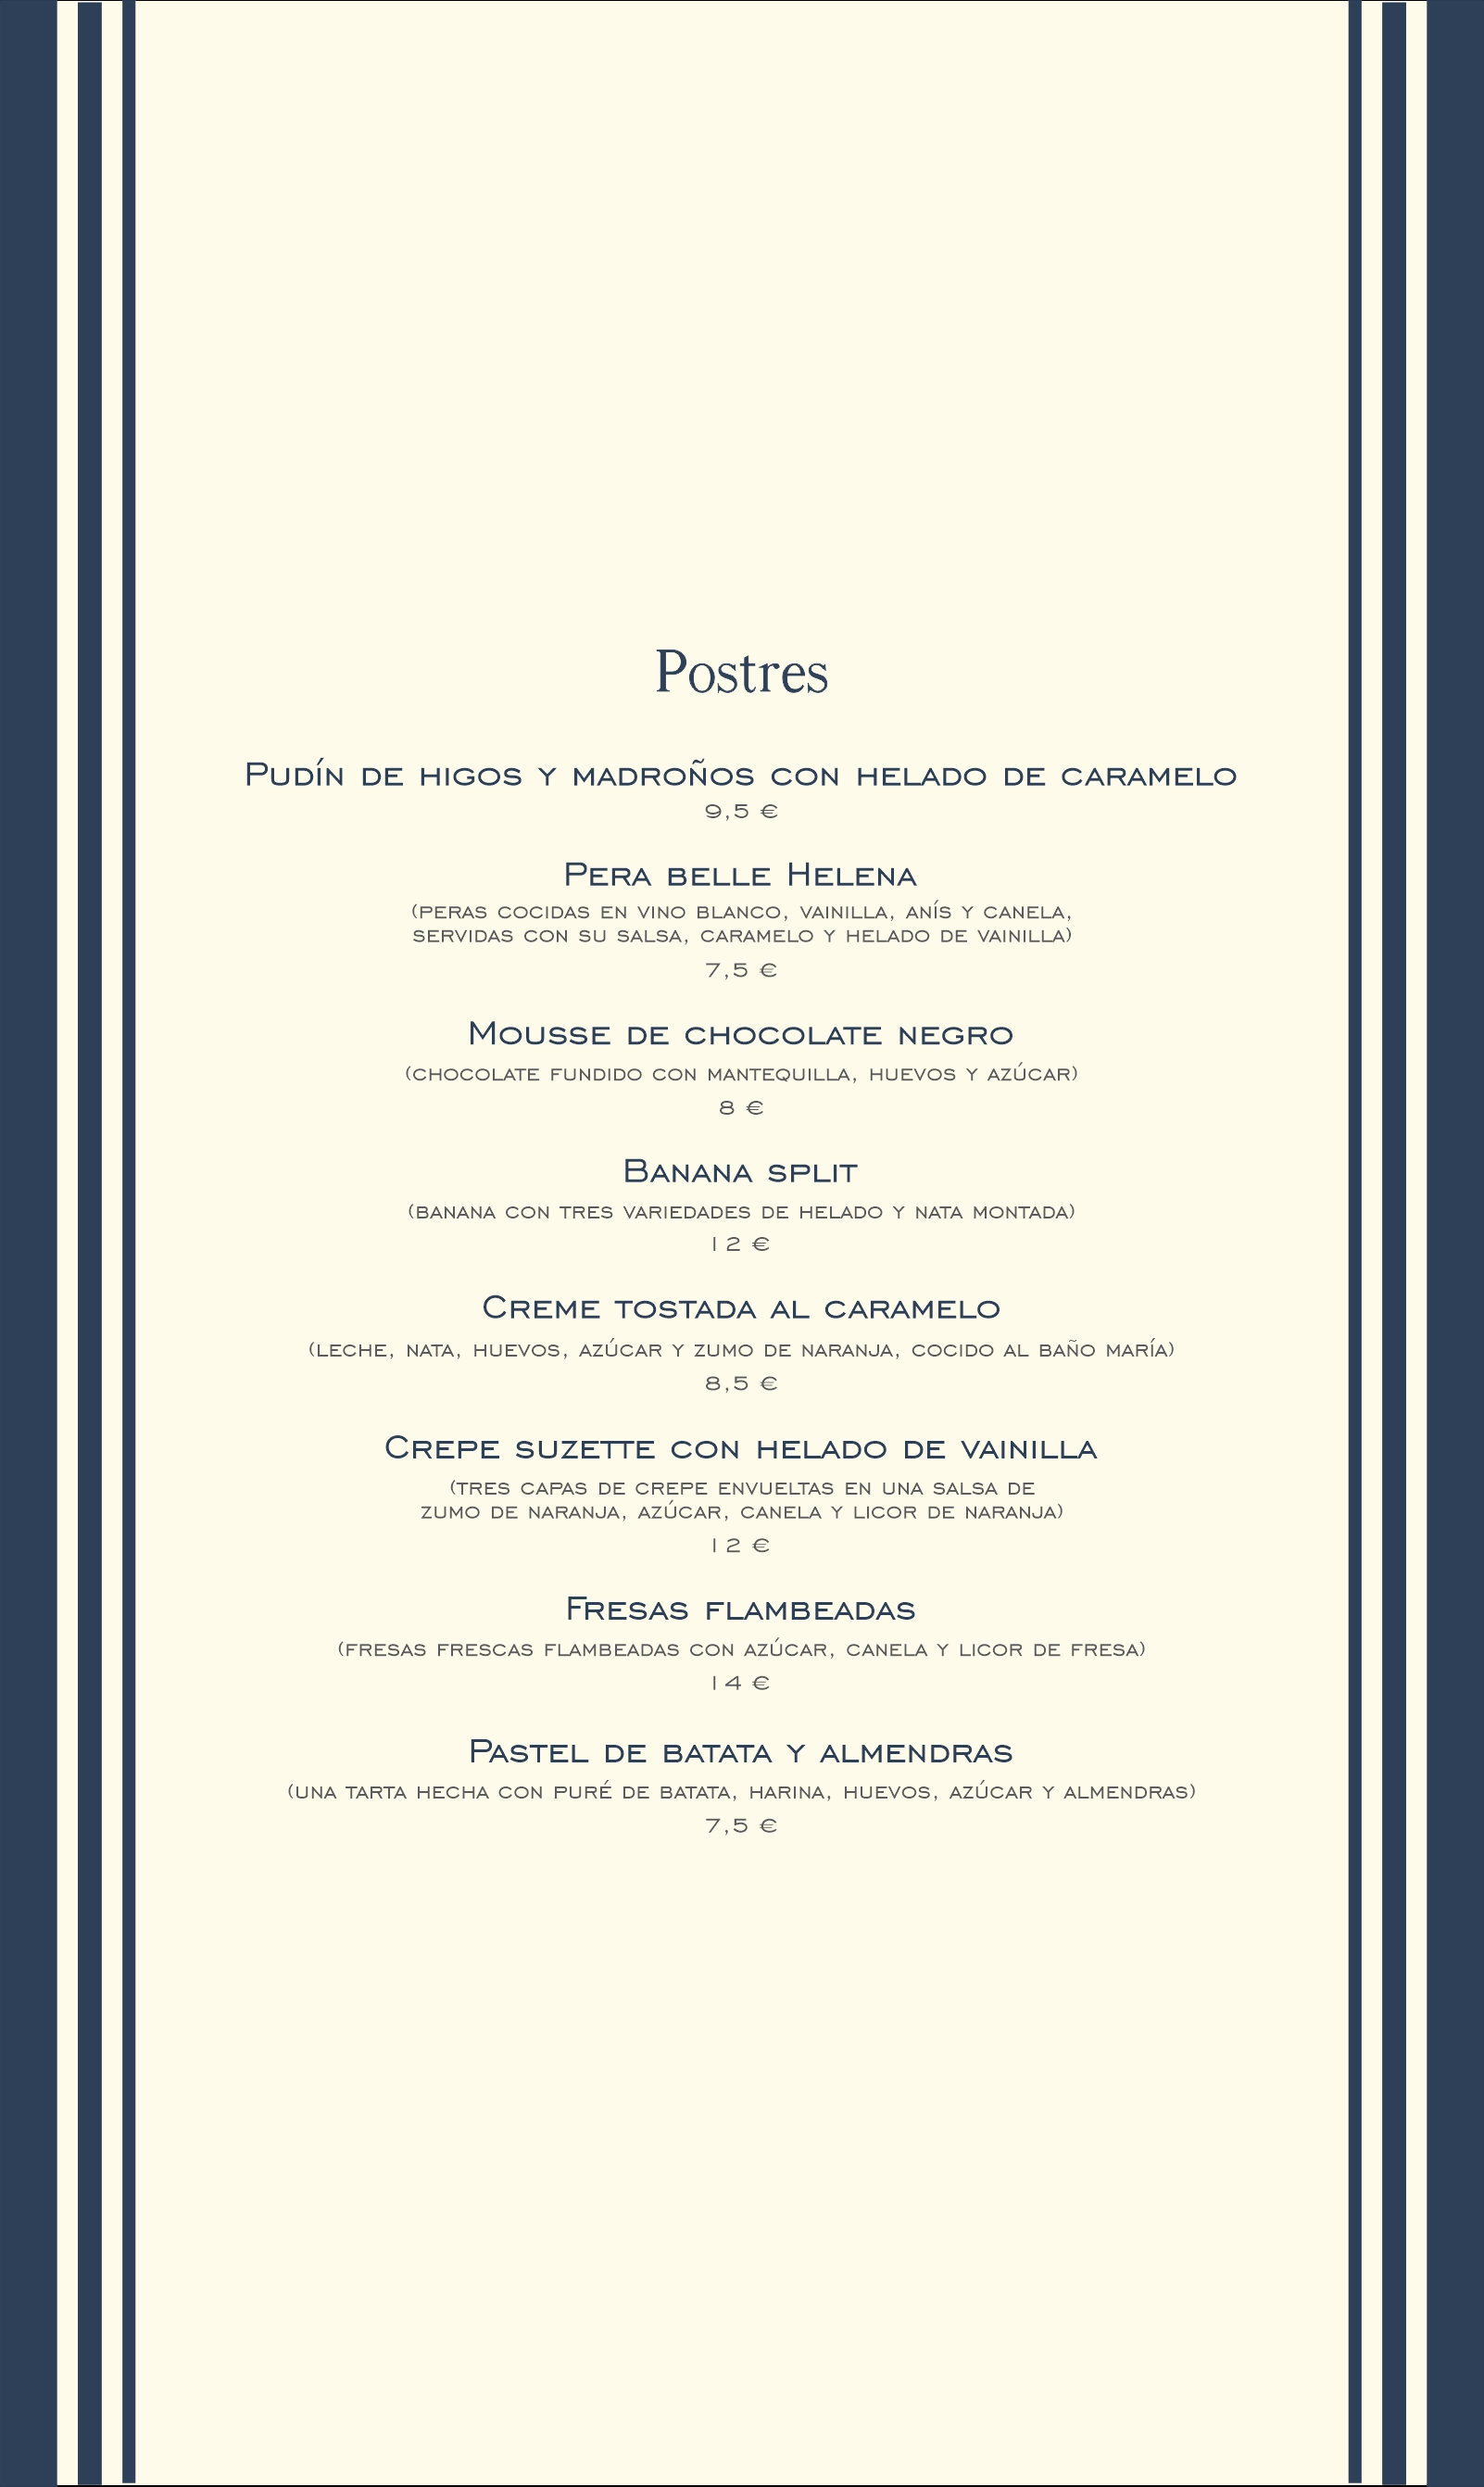 Postres
Pudín de higos y madroños con helado de caramelo
9,5 €
Pera belle Helena
(peras cocidas en vino blanco, vainilla, anís y canela,
servidas con su salsa, caramelo y helado de vainilla)
7,5 €
Mousse de chocolate negro
(chocolate fundido con mantequilla, huevos y azúcar)
8 €
Banana split
(banana con tres variedades de helado y nata montada)
12 €
Creme tostada al caramelo
(leche, nata, huevos, azúcar y zumo de naranja, cocido al baño maría)
8,5 €
Crepe suzette con helado de vainilla
(tres capas de crepe envueltas en una salsa de
zumo de naranja, azúcar, canela y licor de naranja)
12 €
Fresas flambeadas
(fresas frescas flambeadas con azúcar, canela y licor de fresa)
14 €
Pastel de batata y almendras
(una tarta hecha con puré de batata, harina, huevos, azúcar y almendras)
7,5 €